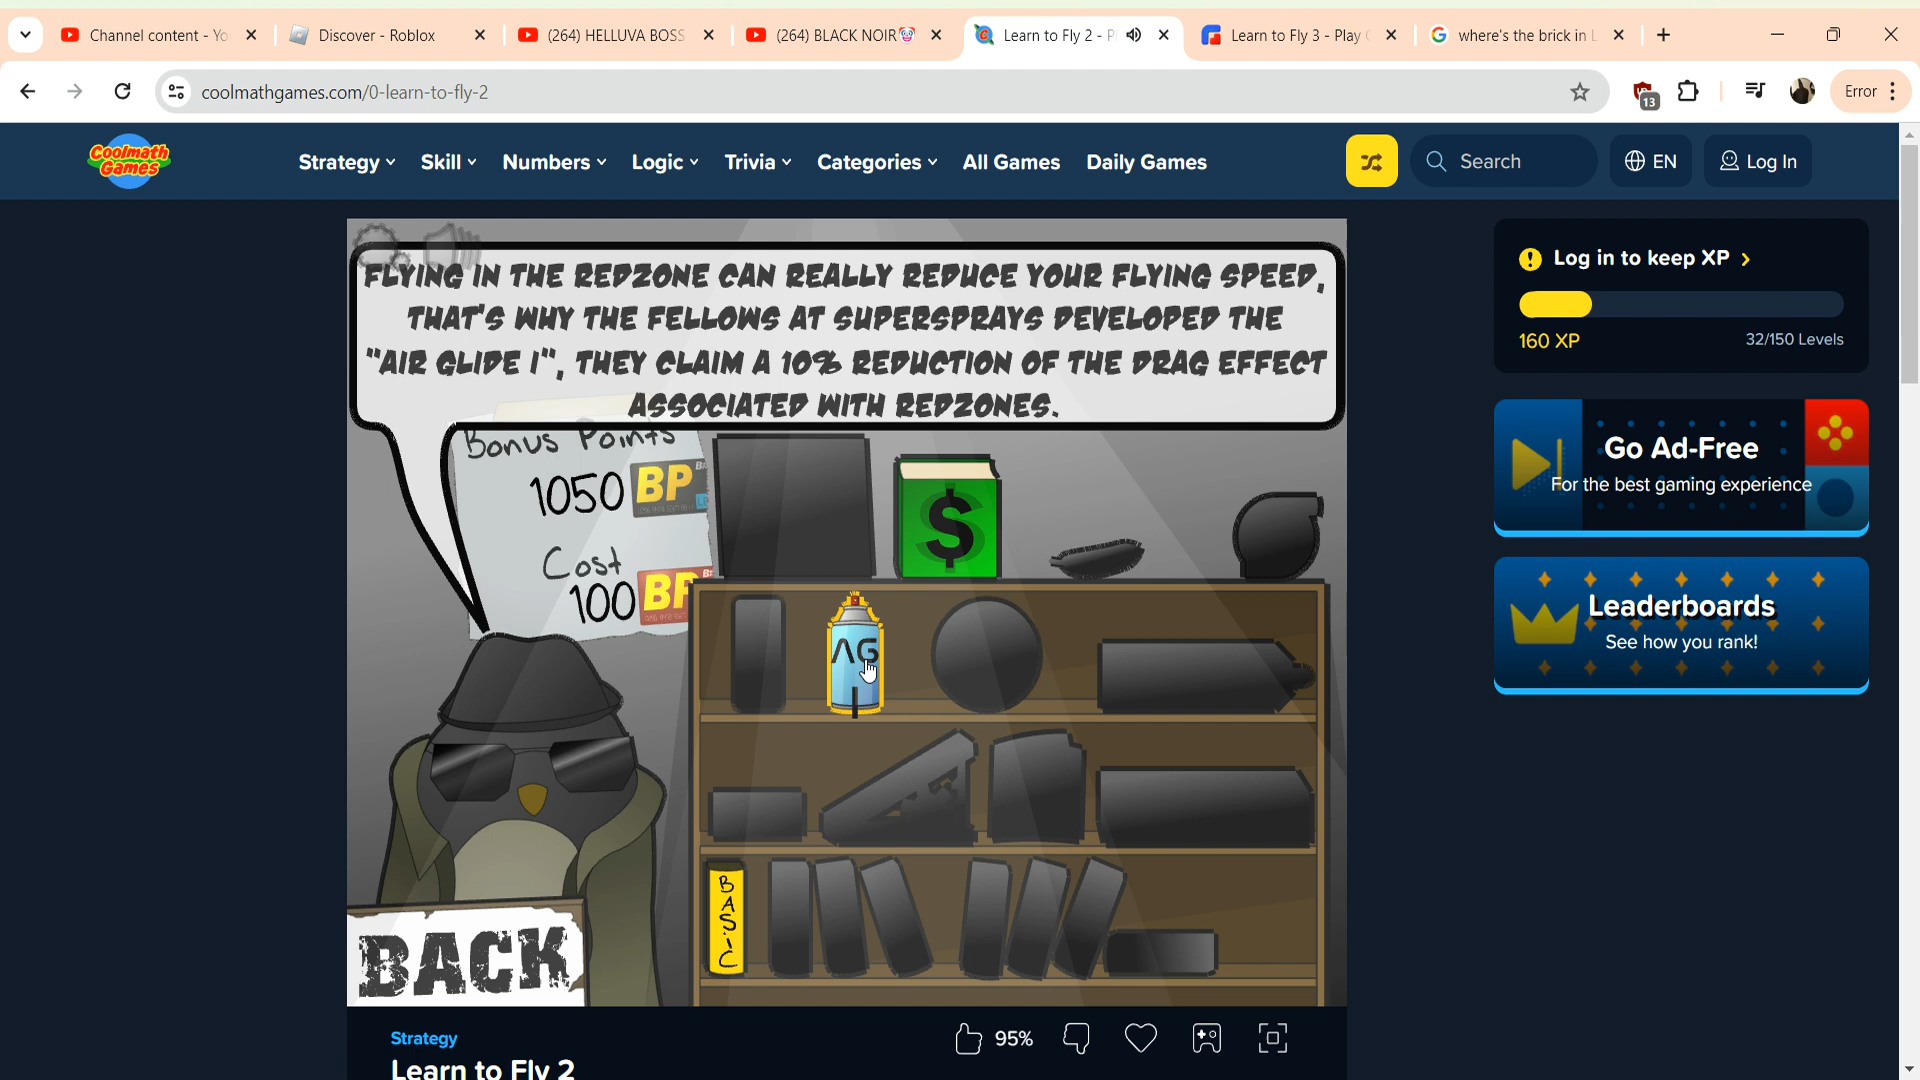 Channel content - Yo
Discover - Roblox
(264) HELLUVA BOSS
(264) BLACK NOIR🤡
Learn to Fly 2 - P
Learn to Fly 3 - Play
where's the brick in L
coolmathgames.com/0-learn-to-fly-2
13
Error
Coolmath
Games
Strategy
Skill
Numbers
Logic
Trivia
Categories
All Games
Daily Games
Search
EN
Log In
FLYING IN THE REDZONE CAN REALLY REDUCE YOUR FLYING SPEED,
THAT'S WHY THE FELLOWS AT SUPERSPRAYS DEVELOPED THE
"AIR GLIDE I", THEY CLAIM A 10% REDUCTION OF THE DRAG EFFECT
ASSOCIATED WITH REDZONES.
Bonus Points
1050 BP
Cost
100 BP
$
AG
I
BASIC
BACK
Log in to keep XP
160 XP
32/150 Levels
Go Ad-Free
For the best gaming experience
Leaderboards
See how you rank!
Strategy
95%
Learn to Fly 2